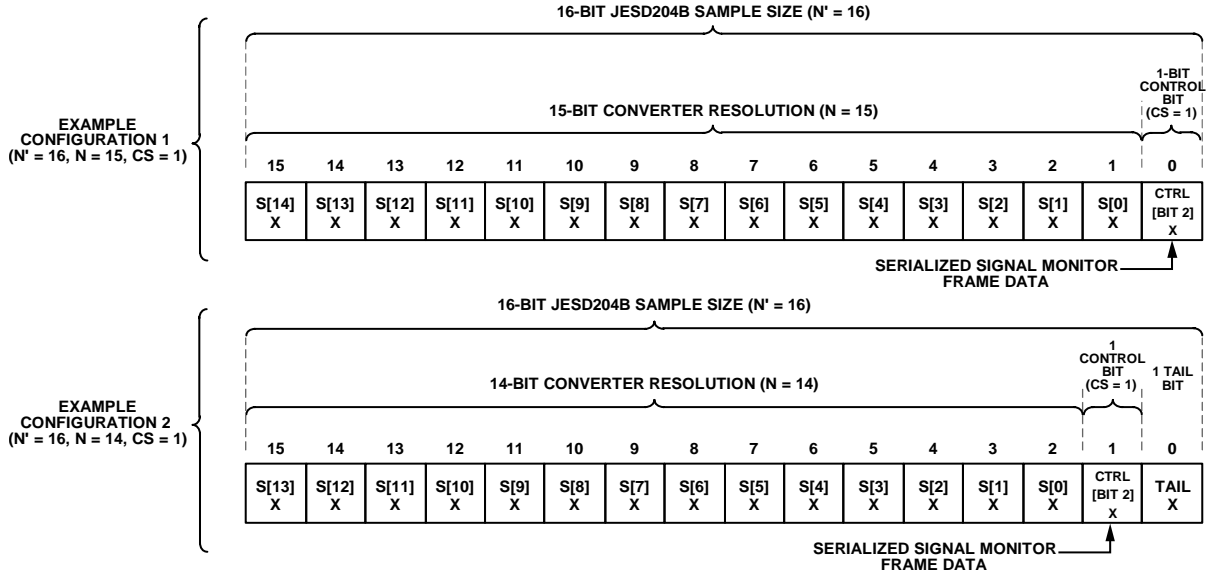 16-BIT JESD204B SAMPLE SIZE (N' = 16)
1-BIT
CONTROL
BIT
(CS = 1)
15-BIT CONVERTER RESOLUTION (N = 15)
EXAMPLE
CONFIGURATION 1
(N' = 16, N = 15, CS = 1)
15 14 13 12 11 10 9 8 7 6 5 4 3 2 1 0
S[14] S[13] S[12] S[11] S[10] S[9] S[8] S[7] S[6] S[5] S[4] S[3] S[2] S[1] S[0] CTRL
[BIT 2]
X X X X X X X X X X X X X X X X
SERIALIZED SIGNAL MONITOR
FRAME DATA
16-BIT JESD204B SAMPLE SIZE (N' = 16)
1
CONTROL
BIT
(CS = 1)
1 TAIL
BIT
14-BIT CONVERTER RESOLUTION (N = 14)
EXAMPLE
CONFIGURATION 2
(N' = 16, N = 14, CS = 1)
15 14 13 12 11 10 9 8 7 6 5 4 3 2 1 0
S[13] S[12] S[11] S[10] S[9] S[8] S[7] S[6] S[5] S[4] S[3] S[2] S[1] S[0] CTRL TAIL
[BIT 2]
X X X X X X X X X X X X X X X X
SERIALIZED SIGNAL MONITOR
FRAME DATA